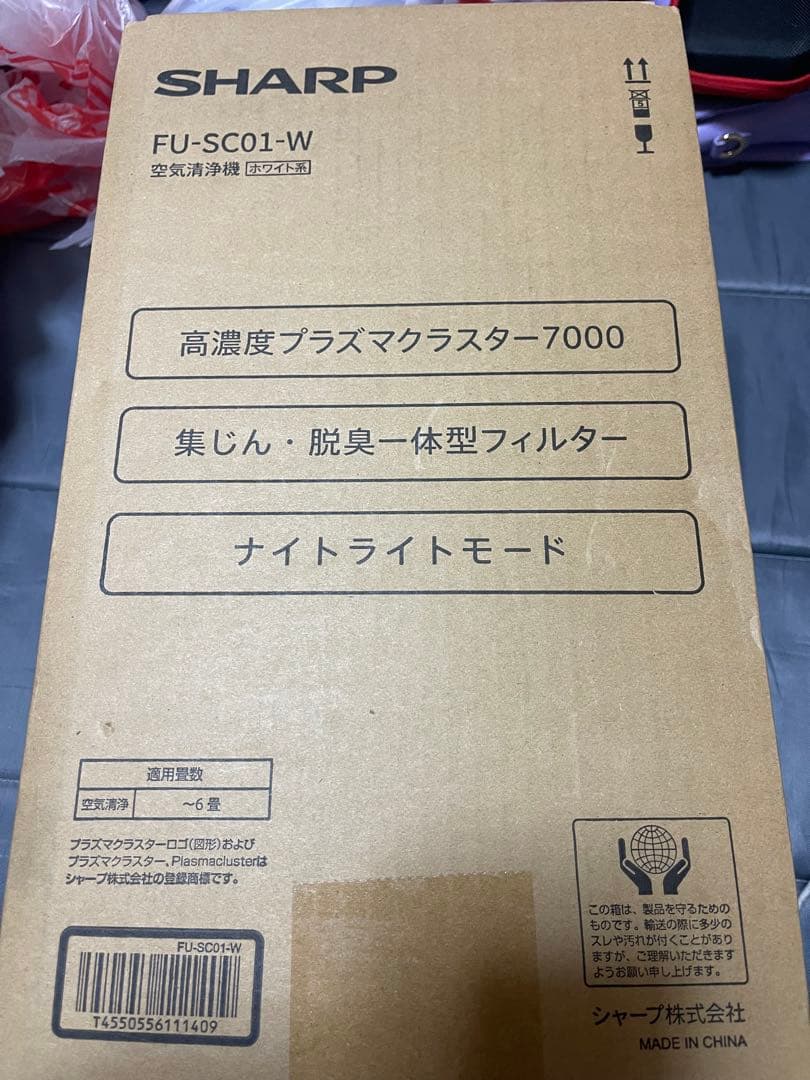 SHARP
FU-SC01-W
空気清浄機 ホワイト系
5
高濃度プラズマクラスター7000
集じん・脱臭一体型フィルター
ナイトライトモード
適用畳数
空気清浄 ～6畳
プラズマクラスターロゴ(図形)および
プラズマクラスター、Plasmaclusterは
シャープ株式会社の登録商標です。
FU-SC01-W
T4550556111409
この箱は、製品を守るための
ものです。輸送の際に多少の
スレや汚れが付くことがあり
ますが、ご理解いただきます
ようお願い申し上げます。
シャープ株式会社
MADE IN CHINA